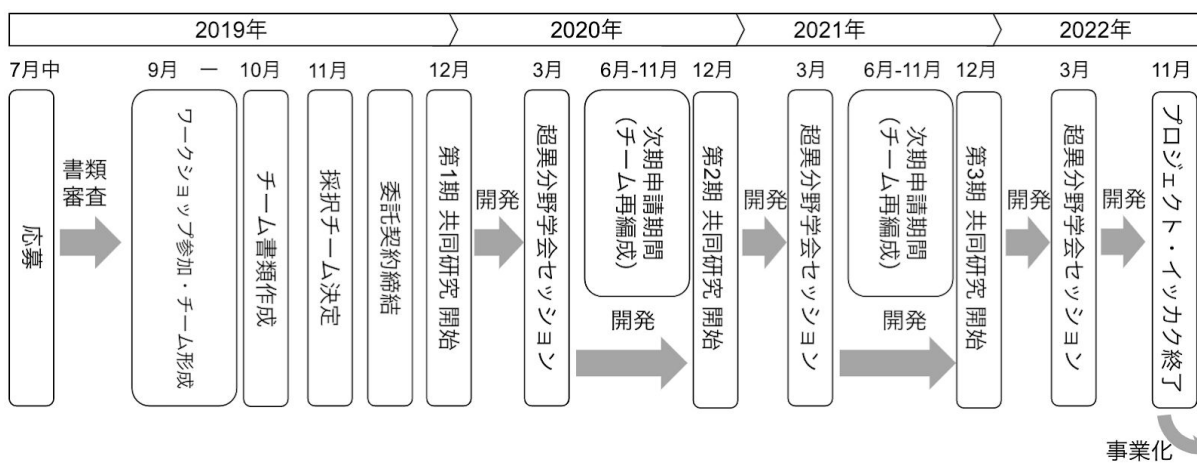 2019年
2020年
2021年
2022年
7月中
9月
—
10月
11月
12月
3月
6月-11月
12月
3月
6月-11月
12月
3月
11月
応募
書類
審査
ワークショップ参加・チーム形成
チーム書類作成
採択チーム決定
委託契約締結
第1期 共同研究 開始
開発
超異分野学会セッション
次期申請期間
(チーム再編成)
開発
第2期 共同研究 開始
開発
超異分野学会セッション
次期申請期間
(チーム再編成)
開発
第3期 共同研究 開始
開発
超異分野学会セッション
開発
プロジェクト・イッカク終了
事業化